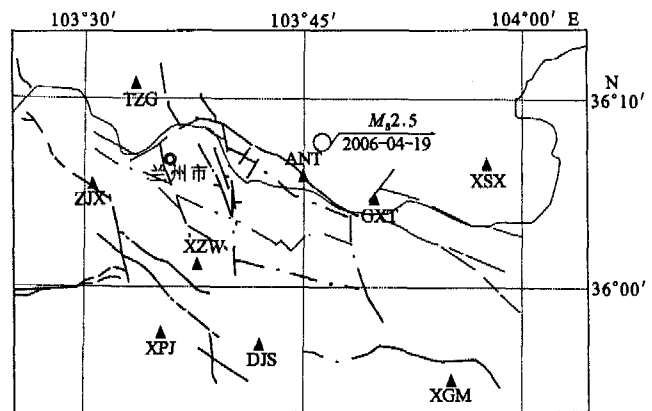 103°30′ 103°45′ 104°00′ E
N
TZG
36°10′
Ms2.5
2006-04-19
兰州市
ANT
XSX
ZJX
GXT
XZW
36°00′
XPJ
DJS
XGM